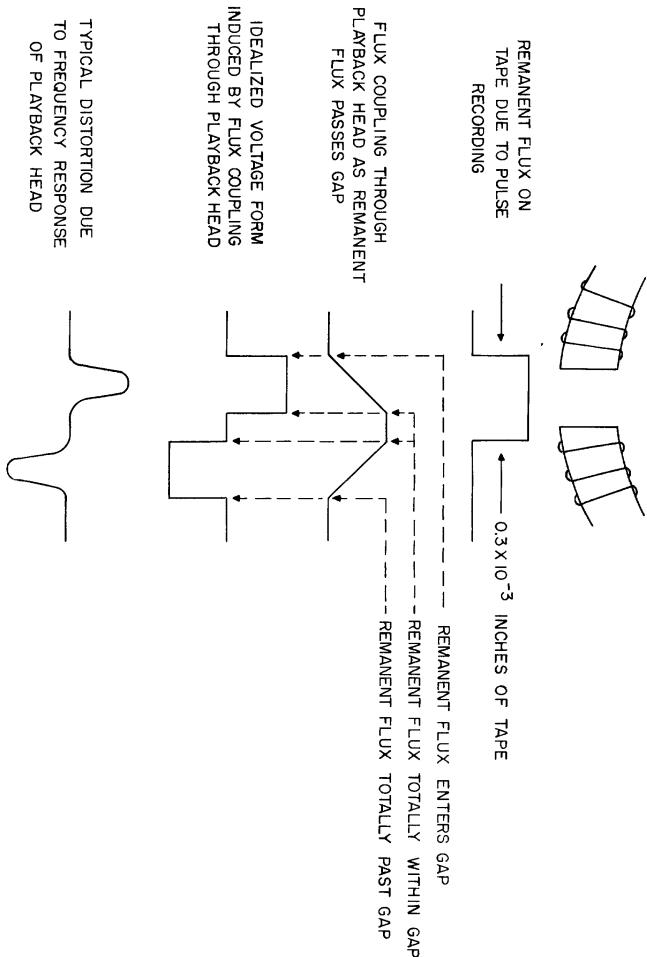 REMANENT FLUX ON
TAPE DUE TO PULSE
RECORDING
0.3 X 10⁻³ INCHES OF TAPE
FLUX COUPLING THROUGH
PLAYBACK HEAD AS REMANENT
FLUX PASSES GAP
REMANENT FLUX ENTERS GAP
REMANENT FLUX TOTALLY WITHIN GAP
REMANENT FLUX TOTALLY PAST GAP
IDEALIZED VOLTAGE FORM
INDUCED BY FLUX COUPLING
THROUGH PLAYBACK HEAD
TYPICAL DISTORTION DUE
TO FREQUENCY RESPONSE
OF PLAYBACK HEAD